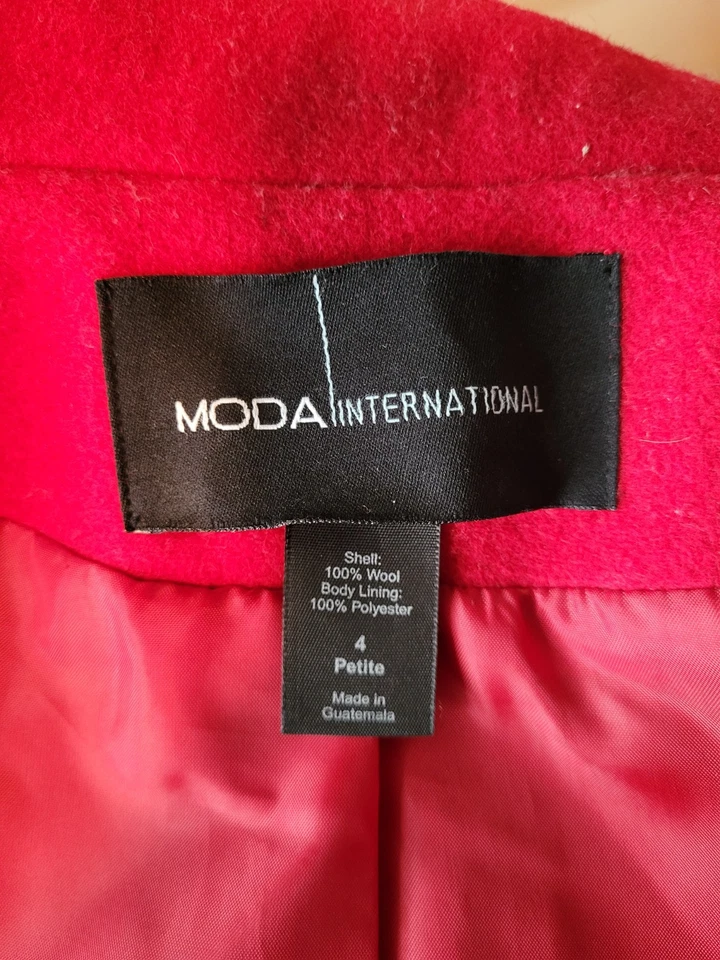 MODA INTERNATIONAL
Shell:
100% Wool
Body Lining:
100% Polyester
4
Petite
Made in
Guatemala